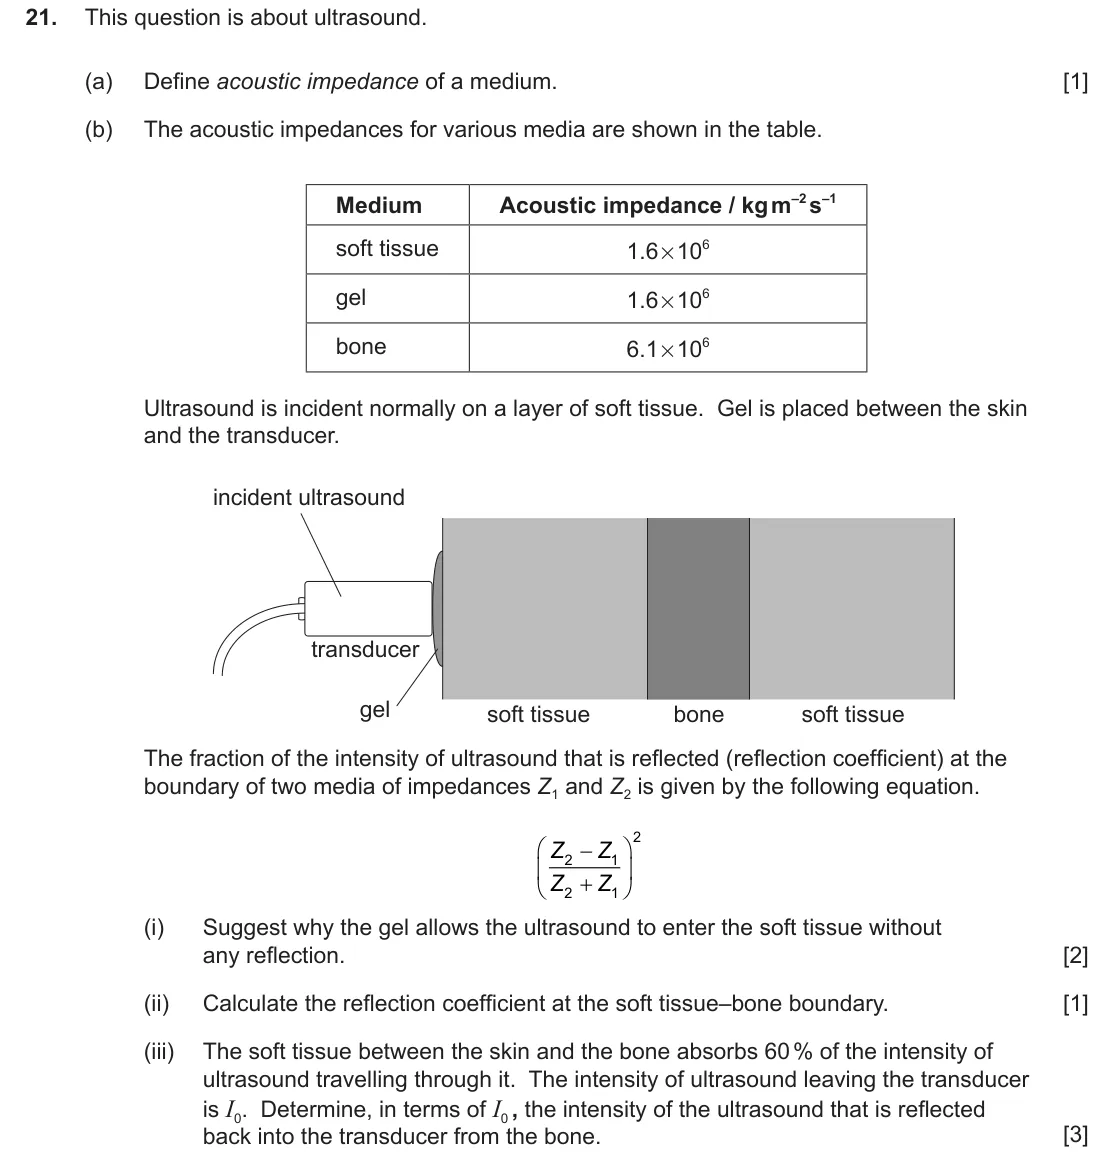 21. This question is about ultrasound.
(a) Define acoustic impedance of a medium. [1]
(b) The acoustic impedances for various media are shown in the table.
Medium Acoustic impedance / kg m⁻² s⁻¹
soft tissue 1.6×10⁶
gel 1.6×10⁶
bone 6.1×10⁶
Ultrasound is incident normally on a layer of soft tissue. Gel is placed between the skin
and the transducer.
incident ultrasound
transducer
gel
soft tissue bone soft tissue
The fraction of the intensity of ultrasound that is reflected (reflection coefficient) at the
boundary of two media of impedances Z₁ and Z₂ is given by the following equation.
((Z₂ − Z₁)/(Z₂ + Z₁))²
(i) Suggest why the gel allows the ultrasound to enter the soft tissue without
any reflection. [2]
(ii) Calculate the reflection coefficient at the soft tissue–bone boundary. [1]
(iii) The soft tissue between the skin and the bone absorbs 60 % of the intensity of
ultrasound travelling through it. The intensity of ultrasound leaving the transducer
is I₀. Determine, in terms of I₀, the intensity of the ultrasound that is reflected
back into the transducer from the bone. [3]